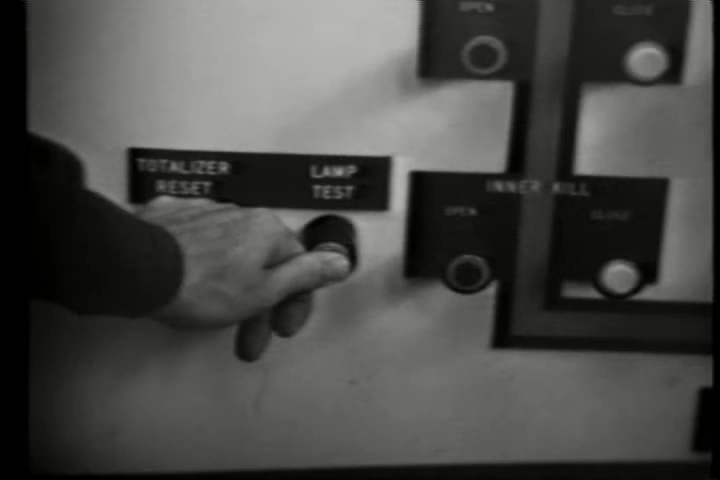 OPEN
CLOSE
TOTALIZER
RESET
LAMP
TEST
INNER KILL
OPEN
CLOSE